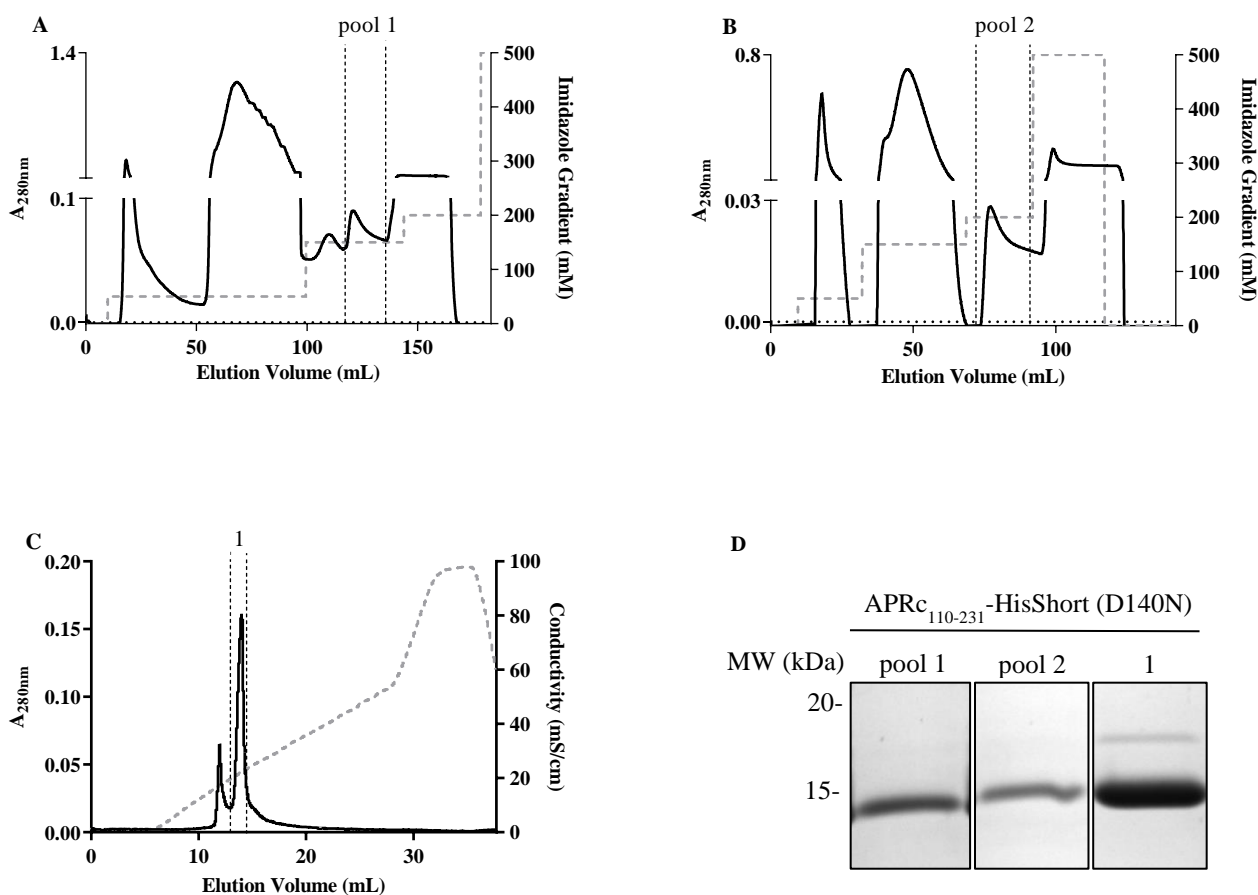 A
pool 1
1.4
0.1
0.0
A280nm
500
400
300
200
100
0
Imidazole Gradient (mM)
0
50
100
150
Elution Volume (mL)
B
pool 2
0.8
0.03
0.00
A280nm
500
400
300
200
100
0
Imidazole Gradient (mM)
0
50
100
Elution Volume (mL)
C
1
0.20
0.15
0.10
0.05
0.00
A280nm
100
80
60
40
20
0
Conductivity (mS/cm)
0
10
20
30
Elution Volume (mL)
D
APRc110-231-HisShort (D140N)
MW (kDa)
pool 1
pool 2
1
20-
15-